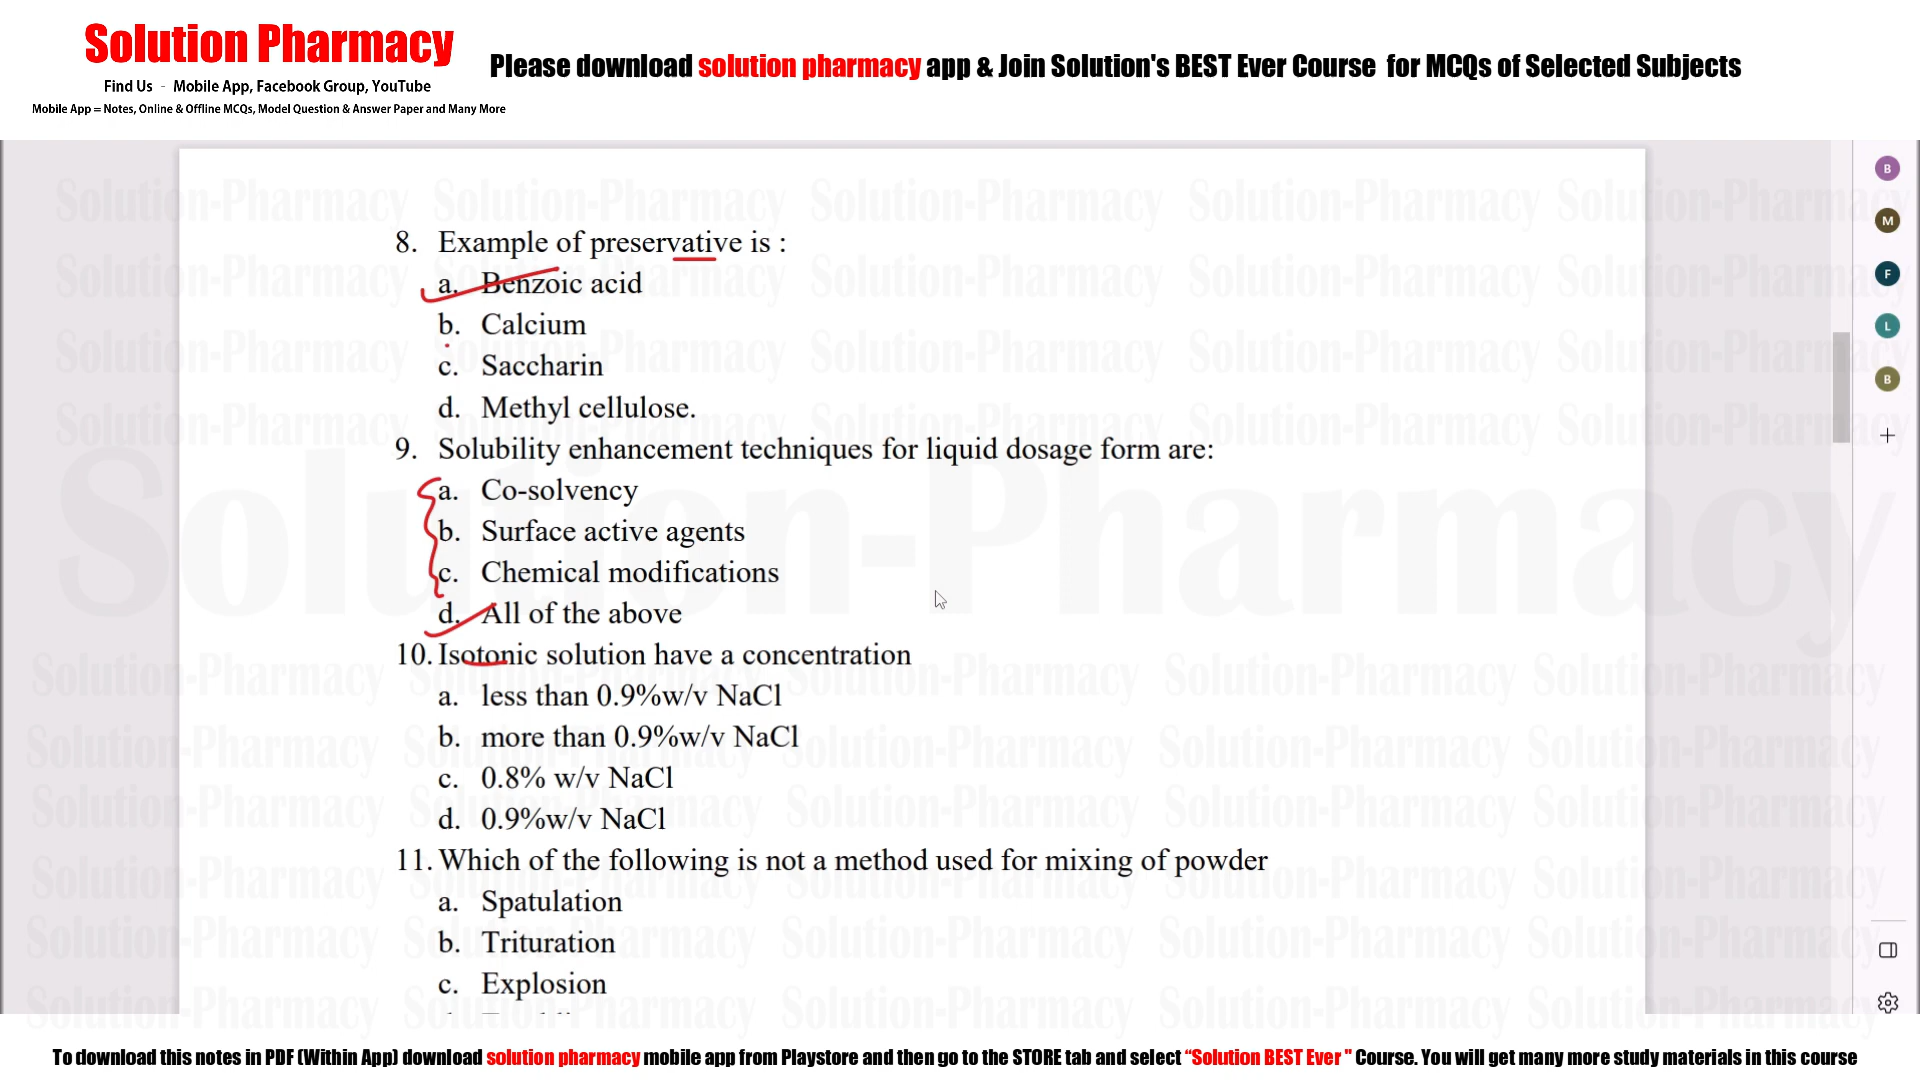 Solution Pharmacy
Find Us - Mobile App, Facebook Group, YouTube
Mobile App = Notes, Online & Offline MCQs, Model Question & Answer Paper and Many More
Please download solution pharmacy app & Join Solution's BEST Ever Course for MCQs of Selected Subjects
8. Example of preservative is :
a. Benzoic acid
b. Calcium
c. Saccharin
d. Methyl cellulose.
9. Solubility enhancement techniques for liquid dosage form are:
a. Co-solvency
b. Surface active agents
c. Chemical modifications
d. All of the above
10. Isotonic solution have a concentration
a. less than 0.9%w/v NaCl
b. more than 0.9%w/v NaCl
c. 0.8% w/v NaCl
d. 0.9%w/v NaCl
11. Which of the following is not a method used for mixing of powder
a. Spatulation
b. Trituration
c. Explosion
B
M
F
L
B
Solution-Pharmacy
To download this notes in PDF (Within App) download solution pharmacy mobile app from Playstore and then go to the STORE tab and select “Solution BEST Ever " Course. You will get many more study materials in this course